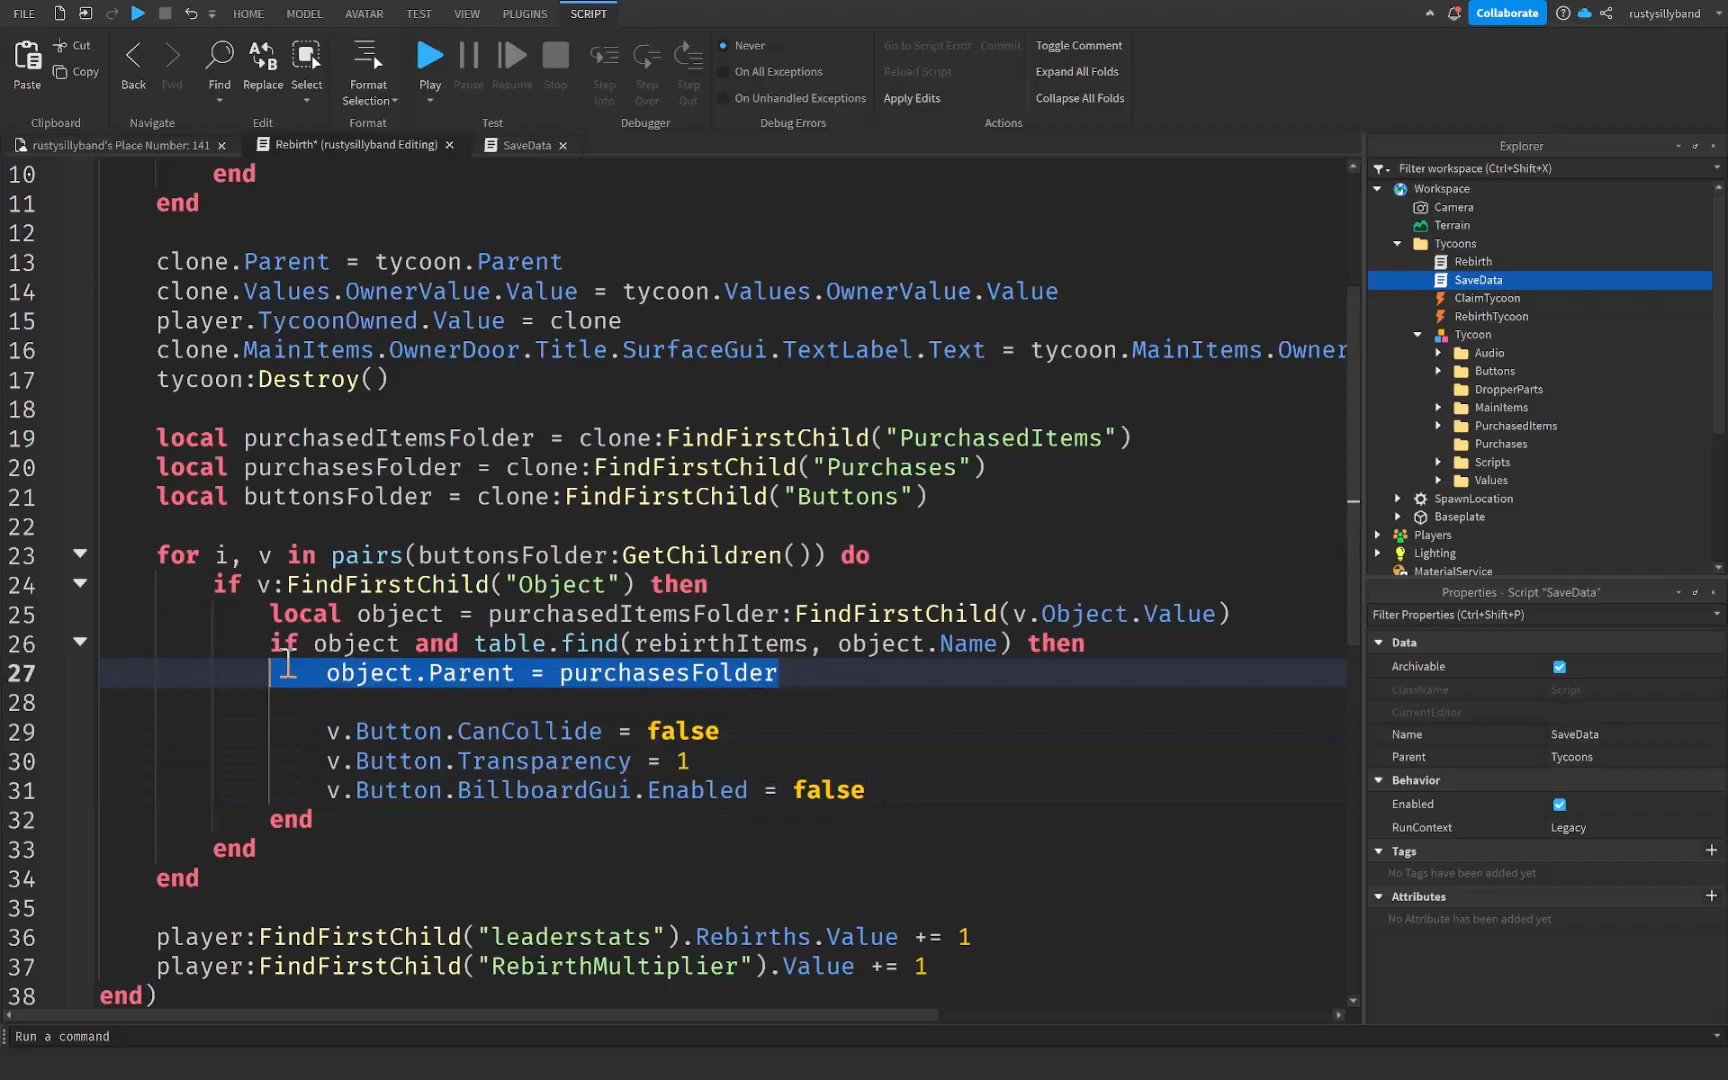 FILE HOME MODEL AVATAR TEST VIEW PLUGINS SCRIPT Collaborate rustysillyband
Paste Cut Copy Clipboard
Back Fwd Navigate
Find Replace Select Edit
Format Selection Format
Play Pause Resume Stop Test
Step Into Step Over Step Out Debugger
Never
On All Exceptions
On Unhandled Exceptions
Debug Errors
Go to Script Error Commit
Reload Script
Apply Edits
Toggle Comment
Expand All Folds
Collapse All Folds
Actions
rustysillyband's Place Number: 141 × Rebirth* (rustysillyband Editing) × SaveData ×
10 end
11 end
12
13 clone.Parent = tycoon.Parent
14 clone.Values.OwnerValue.Value = tycoon.Values.OwnerValue.Value
15 player.TycoonOwned.Value = clone
16 clone.MainItems.OwnerDoor.Title.SurfaceGui.TextLabel.Text = tycoon.MainItems.Owner
17 tycoon:Destroy()
18
19 local purchasedItemsFolder = clone:FindFirstChild("PurchasedItems")
20 local purchasesFolder = clone:FindFirstChild("Purchases")
21 local buttonsFolder = clone:FindFirstChild("Buttons")
22
23 for i, v in pairs(buttonsFolder:GetChildren()) do
24 if v:FindFirstChild("Object") then
25 local object = purchasedItemsFolder:FindFirstChild(v.Object.Value)
26 if object and table.find(rebirthItems, object.Name) then
27 object.Parent = purchasesFolder
28
29 v.Button.CanCollide = false
30 v.Button.Transparency = 1
31 v.Button.BillboardGui.Enabled = false
32 end
33 end
34 end
35
36 player:FindFirstChild("leaderstats").Rebirths.Value += 1
37 player:FindFirstChild("RebirthMultiplier").Value += 1
38 end)
Run a command
Explorer
Filter workspace (Ctrl+Shift+X)
Workspace
Camera
Terrain
Tycoons
Rebirth
SaveData
ClaimTycoon
RebirthTycoon
Tycoon
Audio
Buttons
DropperParts
MainItems
PurchasedItems
Purchases
Scripts
Values
SpawnLocation
Baseplate
Players
Lighting
MaterialService
Properties - Script "SaveData"
Filter Properties (Ctrl+Shift+P)
Data
Archivable
ClassName Script
CurrentEditor
Name SaveData
Parent Tycoons
Behavior
Enabled
RunContext Legacy
Tags
No Tags have been added yet
Attributes
No Attribute has been added yet